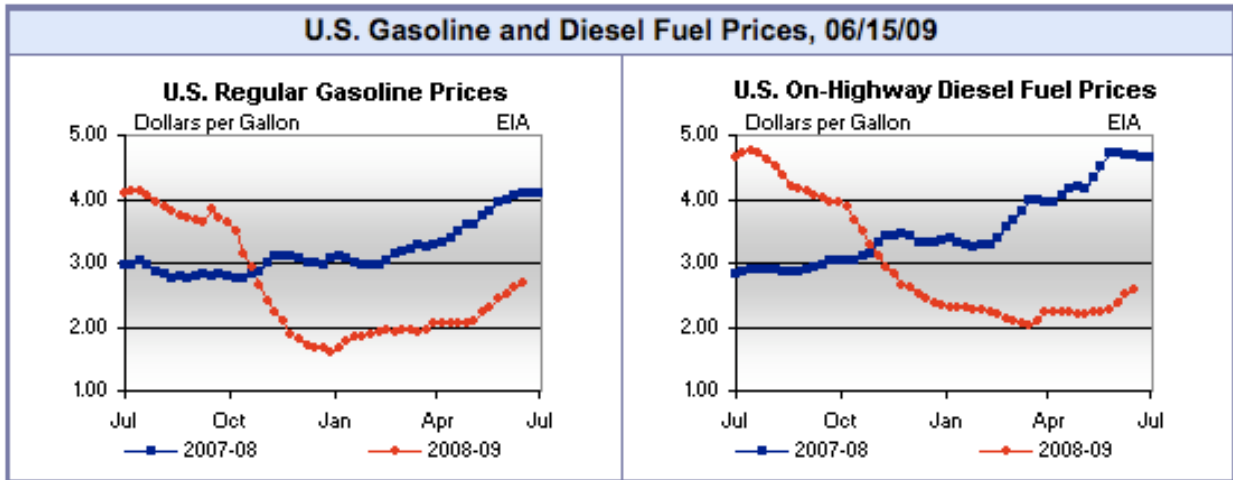 U.S. Gasoline and Diesel Fuel Prices, 06/15/09
U.S. Regular Gasoline Prices
Dollars per Gallon EIA
5.00
4.00
3.00
2.00
1.00
Jul Oct Jan Apr Jul
2007-08 2008-09
U.S. On-Highway Diesel Fuel Prices
Dollars per Gallon EIA
5.00
4.00
3.00
2.00
1.00
Jul Oct Jan Apr Jul
2007-08 2008-09